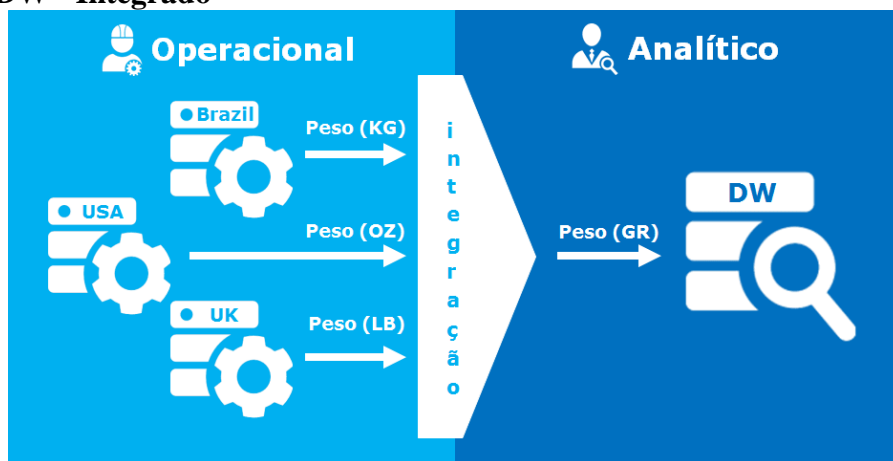 DW - Integrado
Operacional
Analítico
Brazil
Peso (KG)
USA
Peso (OZ)
UK
Peso (LB)
integração
Peso (GR)
DW